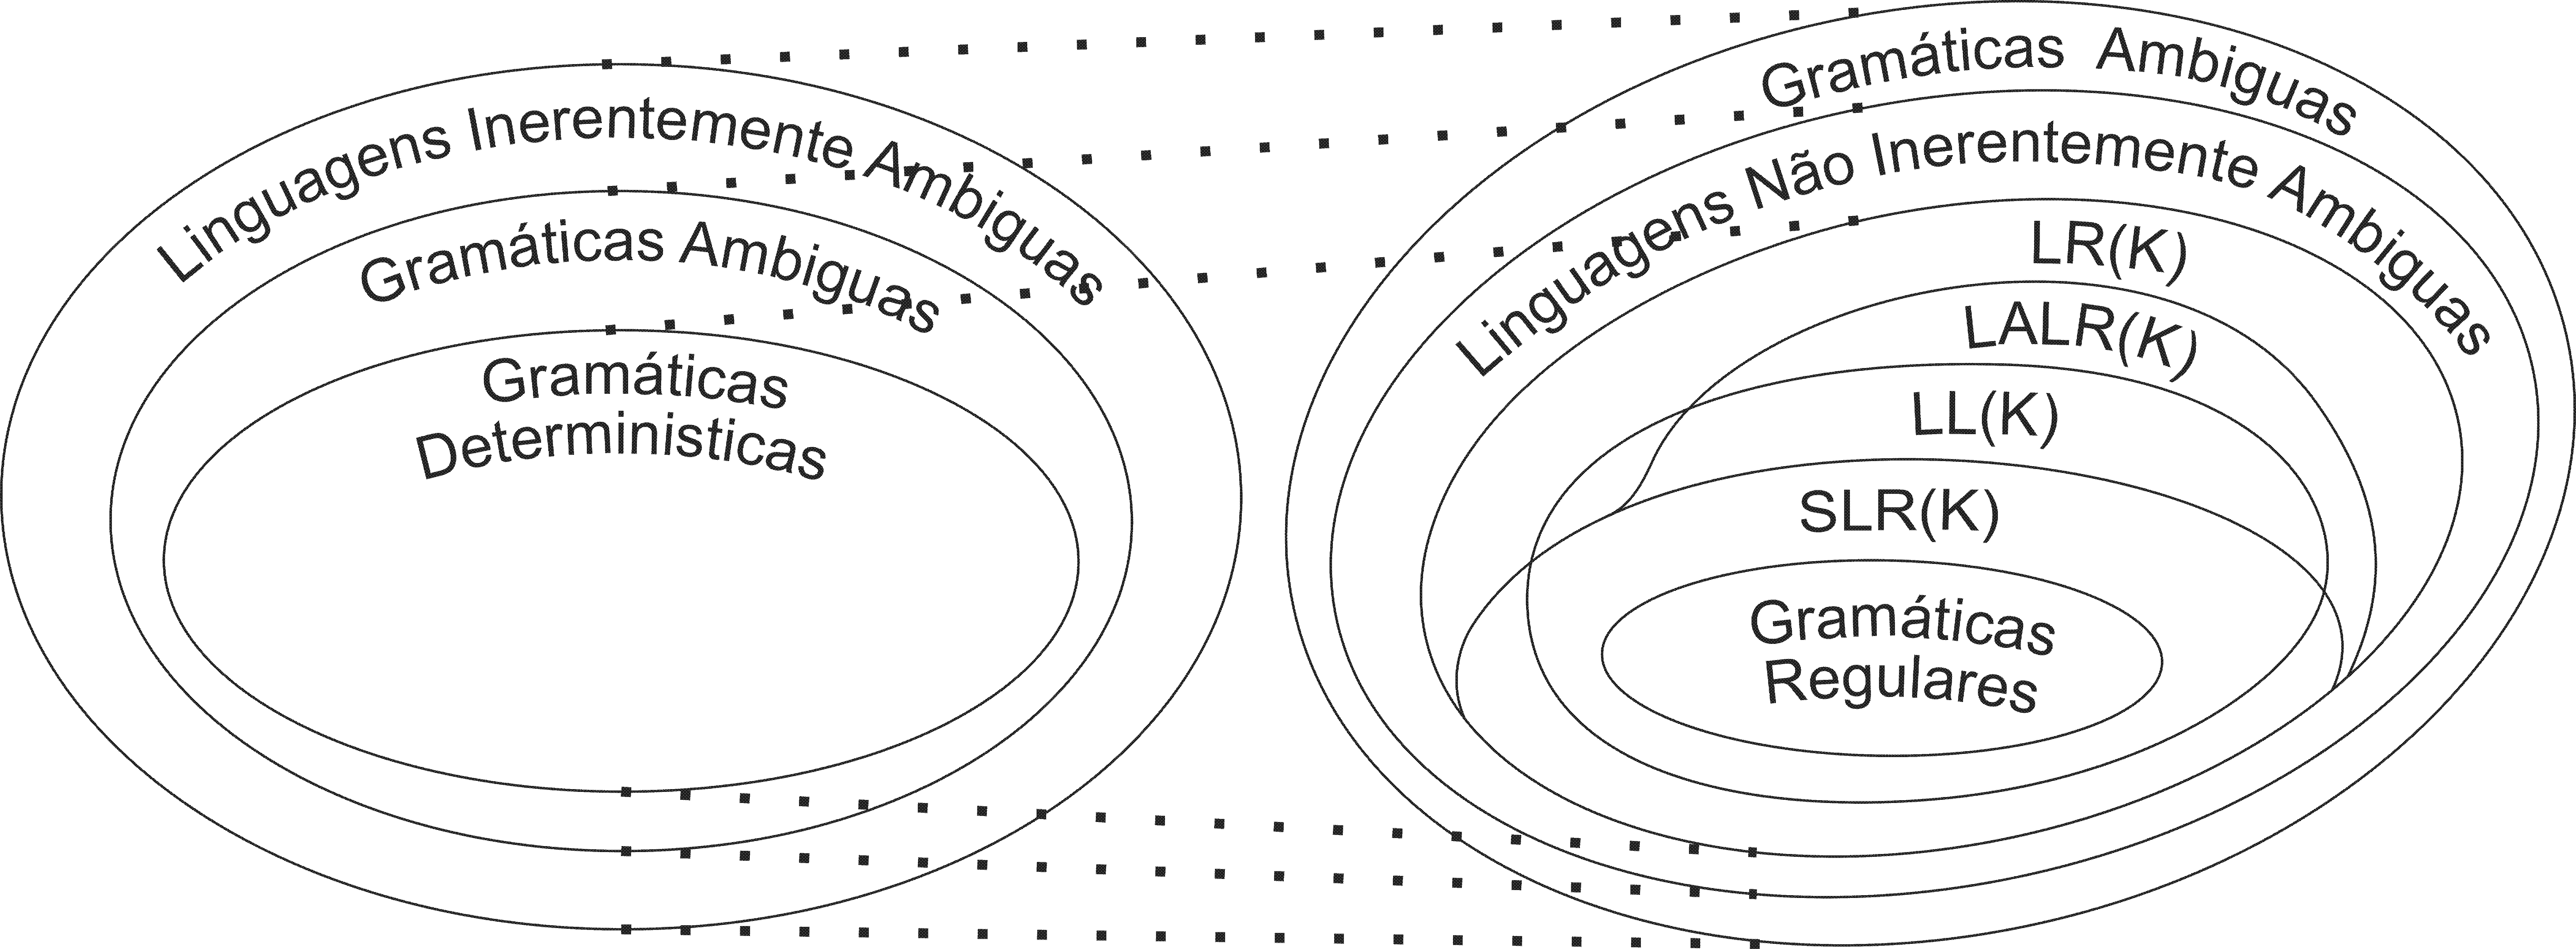 Linguagens Inerentemente Ambiguas
Gramáticas Ambiguas
Gramáticas
Deterministicas
Gramáticas Ambiguas
Linguagens Não Inerentemente Ambiguas
LR(K)
LALR(K)
LL(K)
SLR(K)
Gramáticas
Regulares